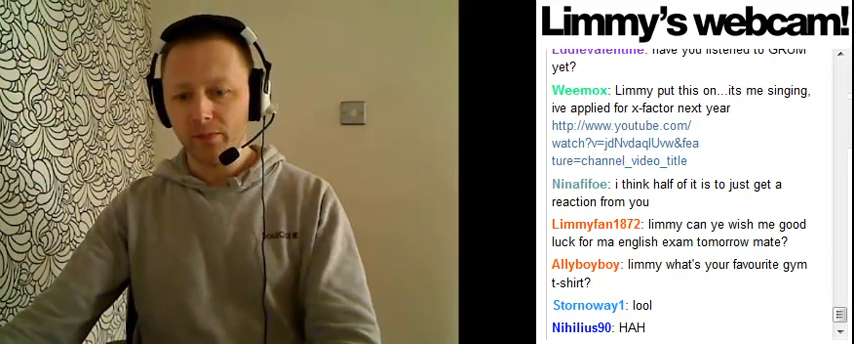 Limmy's webcam!
Eddievalentine: have you listened to GRUM
yet?
Weemox: Limmy put this on...its me singing,
ive applied for x-factor next year
http://www.youtube.com/
watch?v=jdNvdaqlUvw&fea
ture=channel_video_title
Ninafifoe: i think half of it is to just get a
reaction from you
Limmyfan1872: limmy can ye wish me good
luck for ma english exam tomorrow mate?
Allyboyboy: limmy what's your favourite gym
t-shirt?
Stornoway1: lool
Nihilius90: HAH